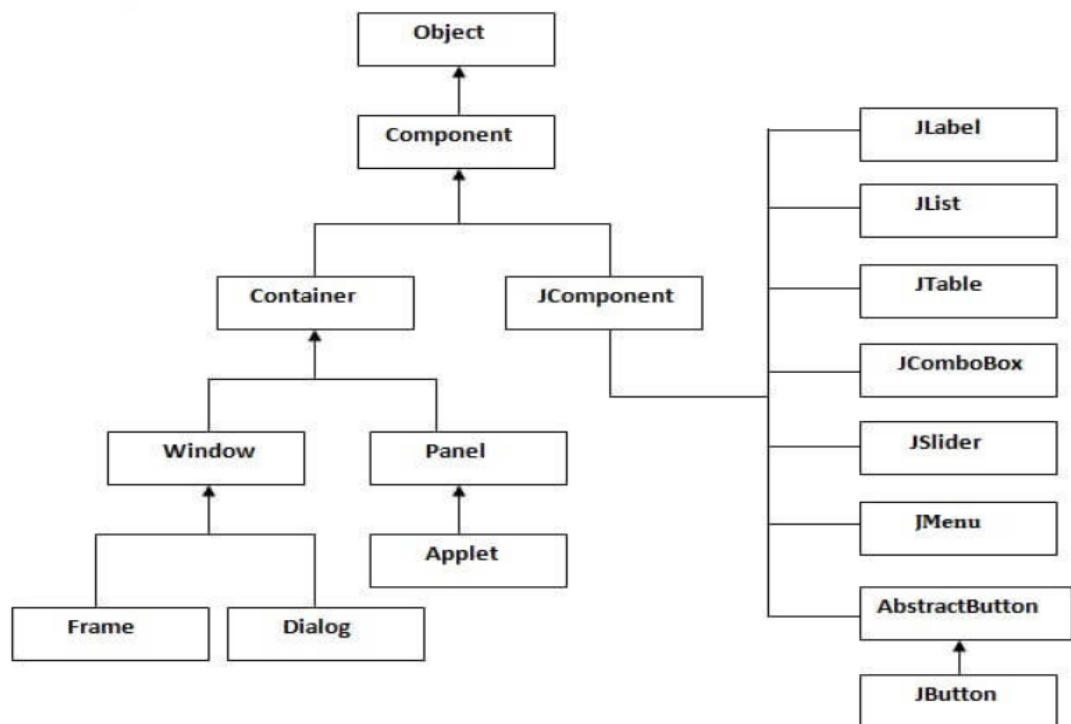 Object
Component
Container
JComponent
Window
Panel
Applet
Frame
Dialog
JLabel
JList
JTable
JComboBox
JSlider
JMenu
AbstractButton
JButton